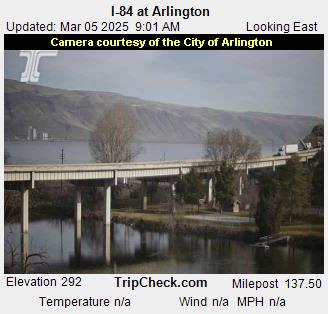 I-84 at Arlington
Updated: Mar 05 2025 9:01 AM Looking East
Camera courtesy of the City of Arlington
Elevation 292 TripCheck.com Milepost 137.50
Temperature n/a Wind n/a MPH n/a